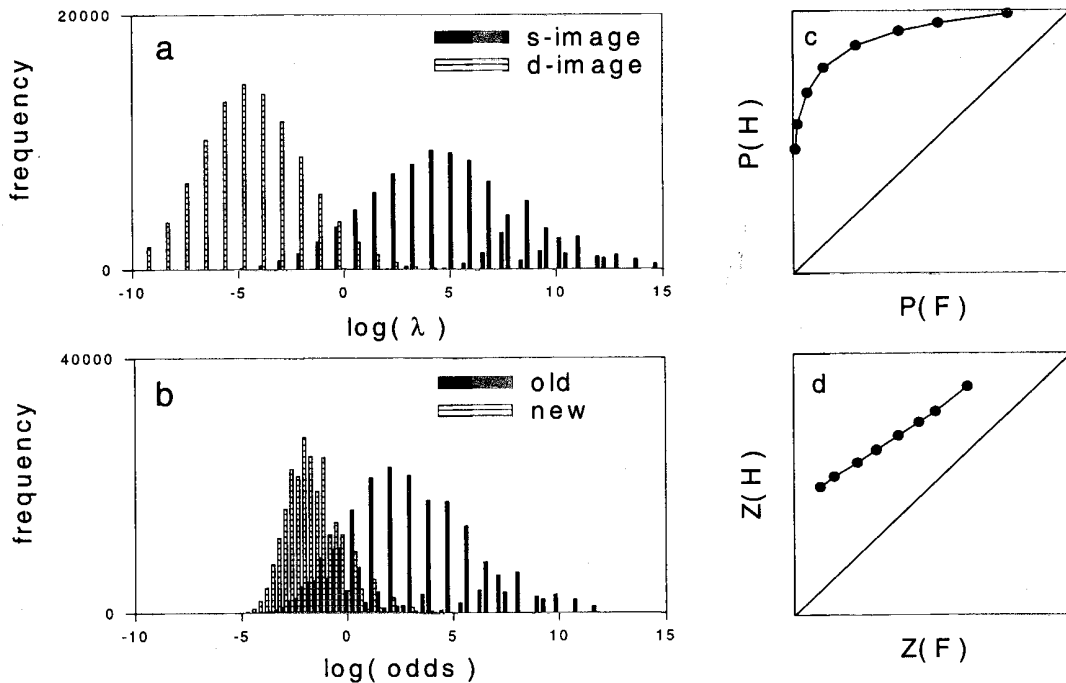 a
20000
0
frequency
s-image
d-image
-10
-5
0
5
10
15
log( λ )
b
40000
0
frequency
old
new
-10
-5
0
5
10
15
log( odds )
c
P( H )
P( F )
d
Z( H )
Z( F )